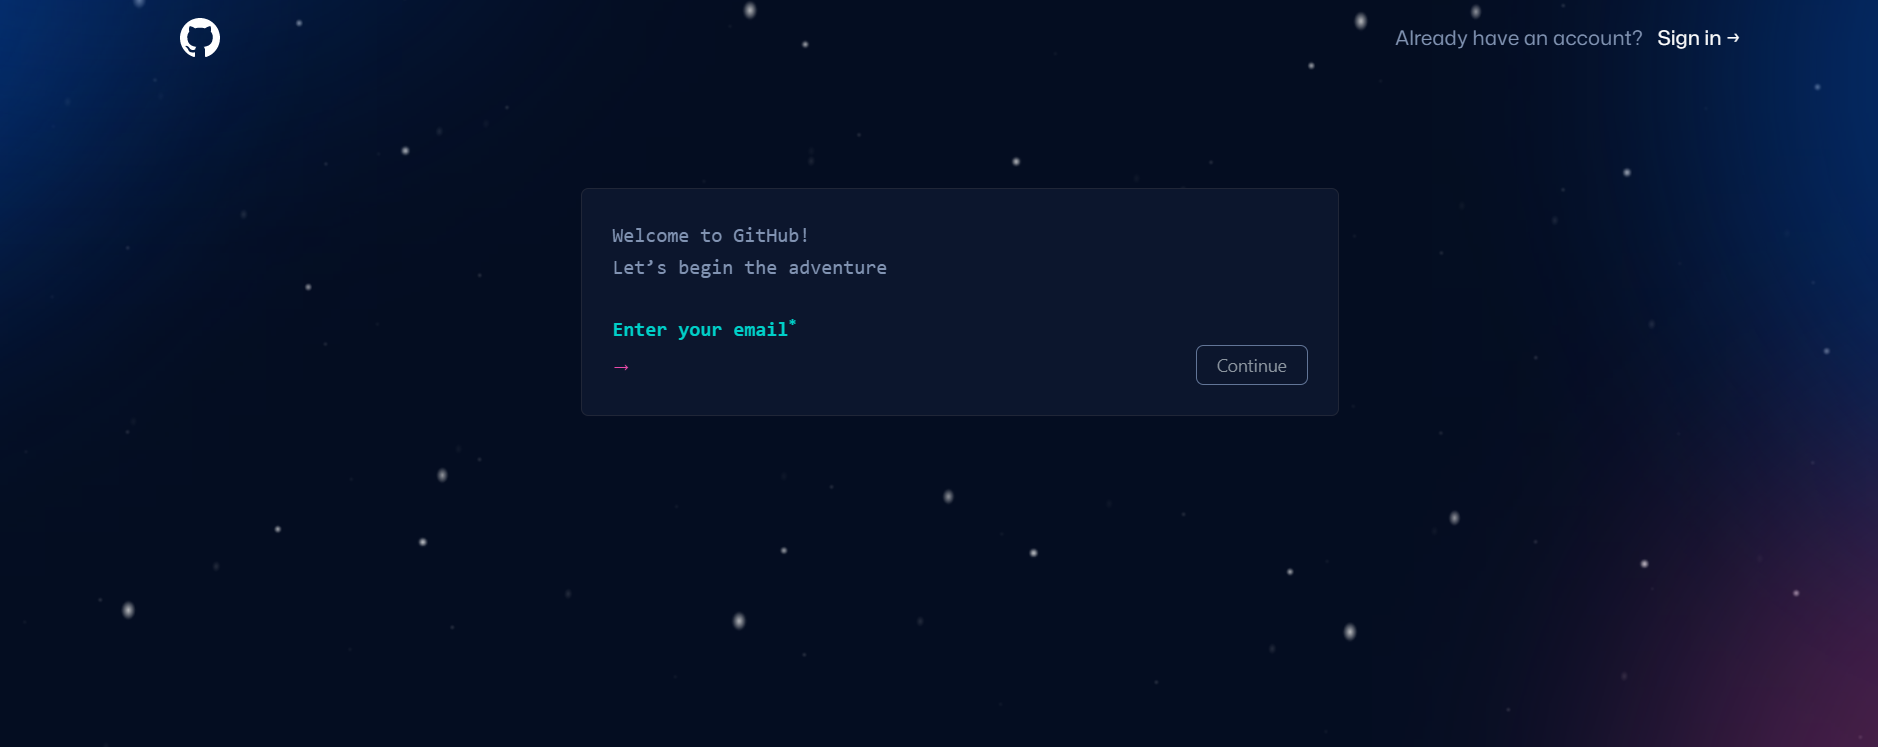 Already have an account? Sign in →
Welcome to GitHub!
Let’s begin the adventure
Enter your email*
→
Continue